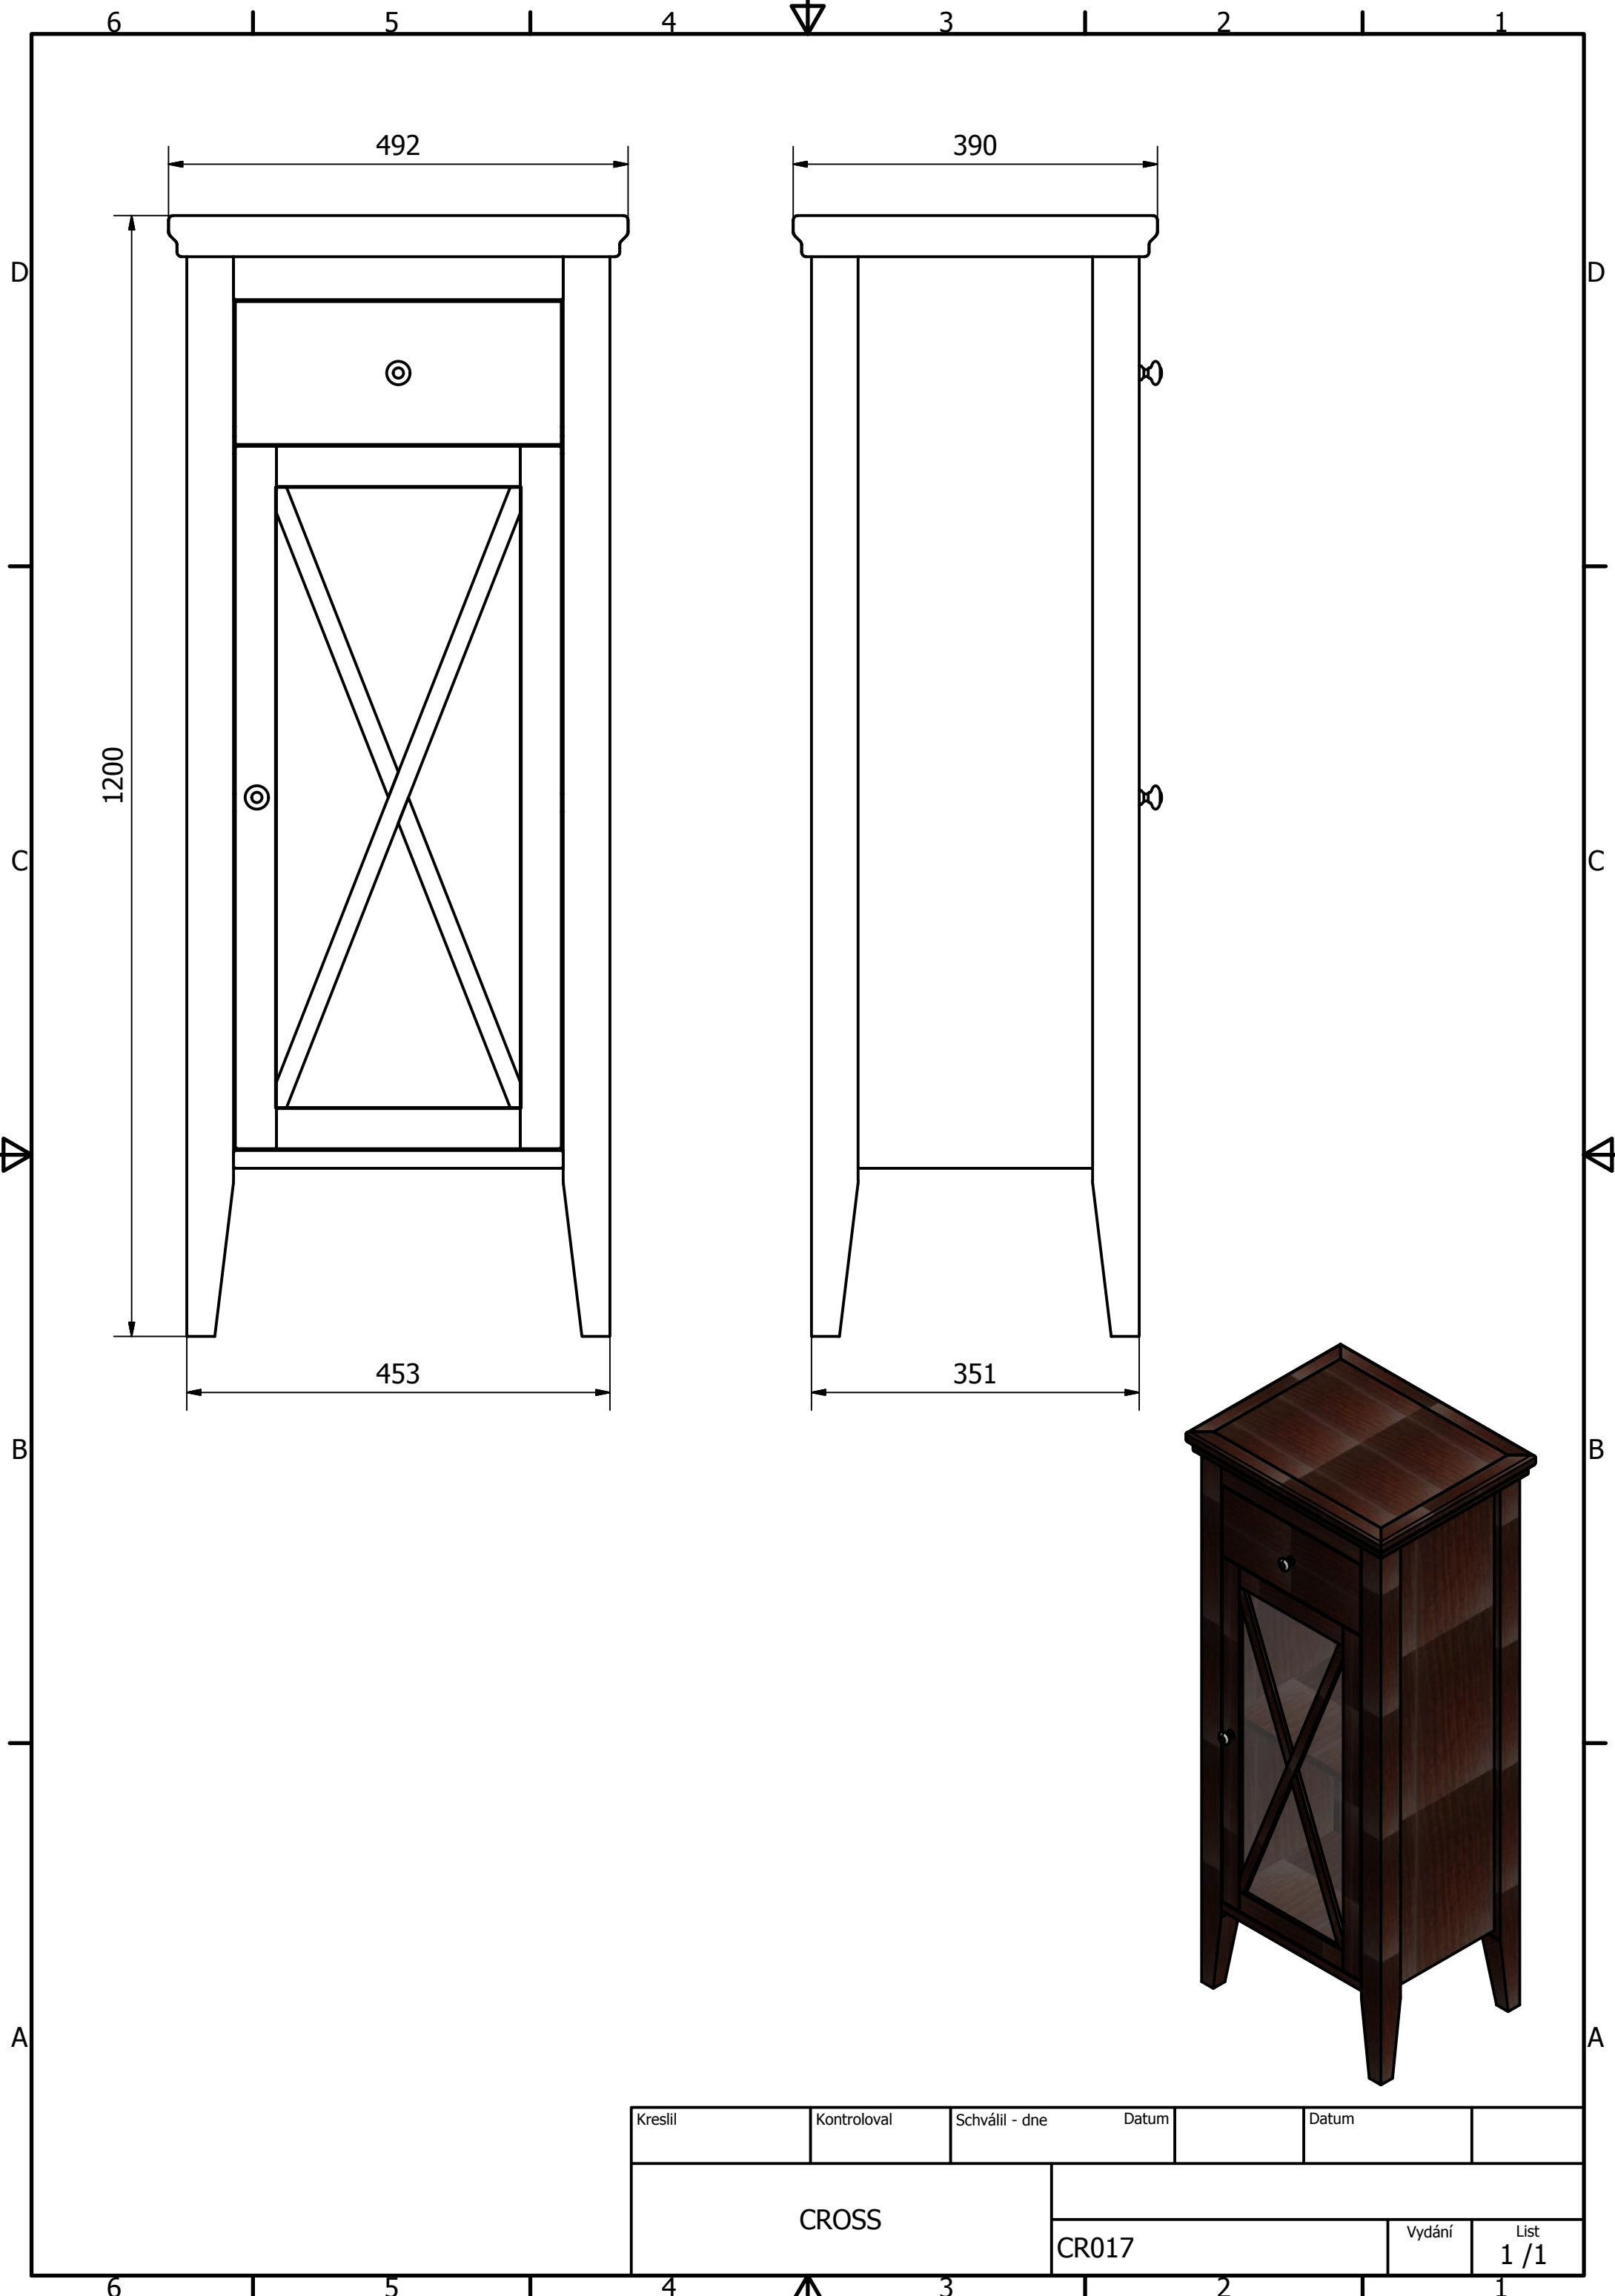 6 5 4 3 2 1
492 390
D D
1200
C C
453 351
B B
A A
Kreslil Kontroloval Schválil - dne Datum Datum
CROSS
CR017 Vydání List
1 /1
6 5 4 3 2 1